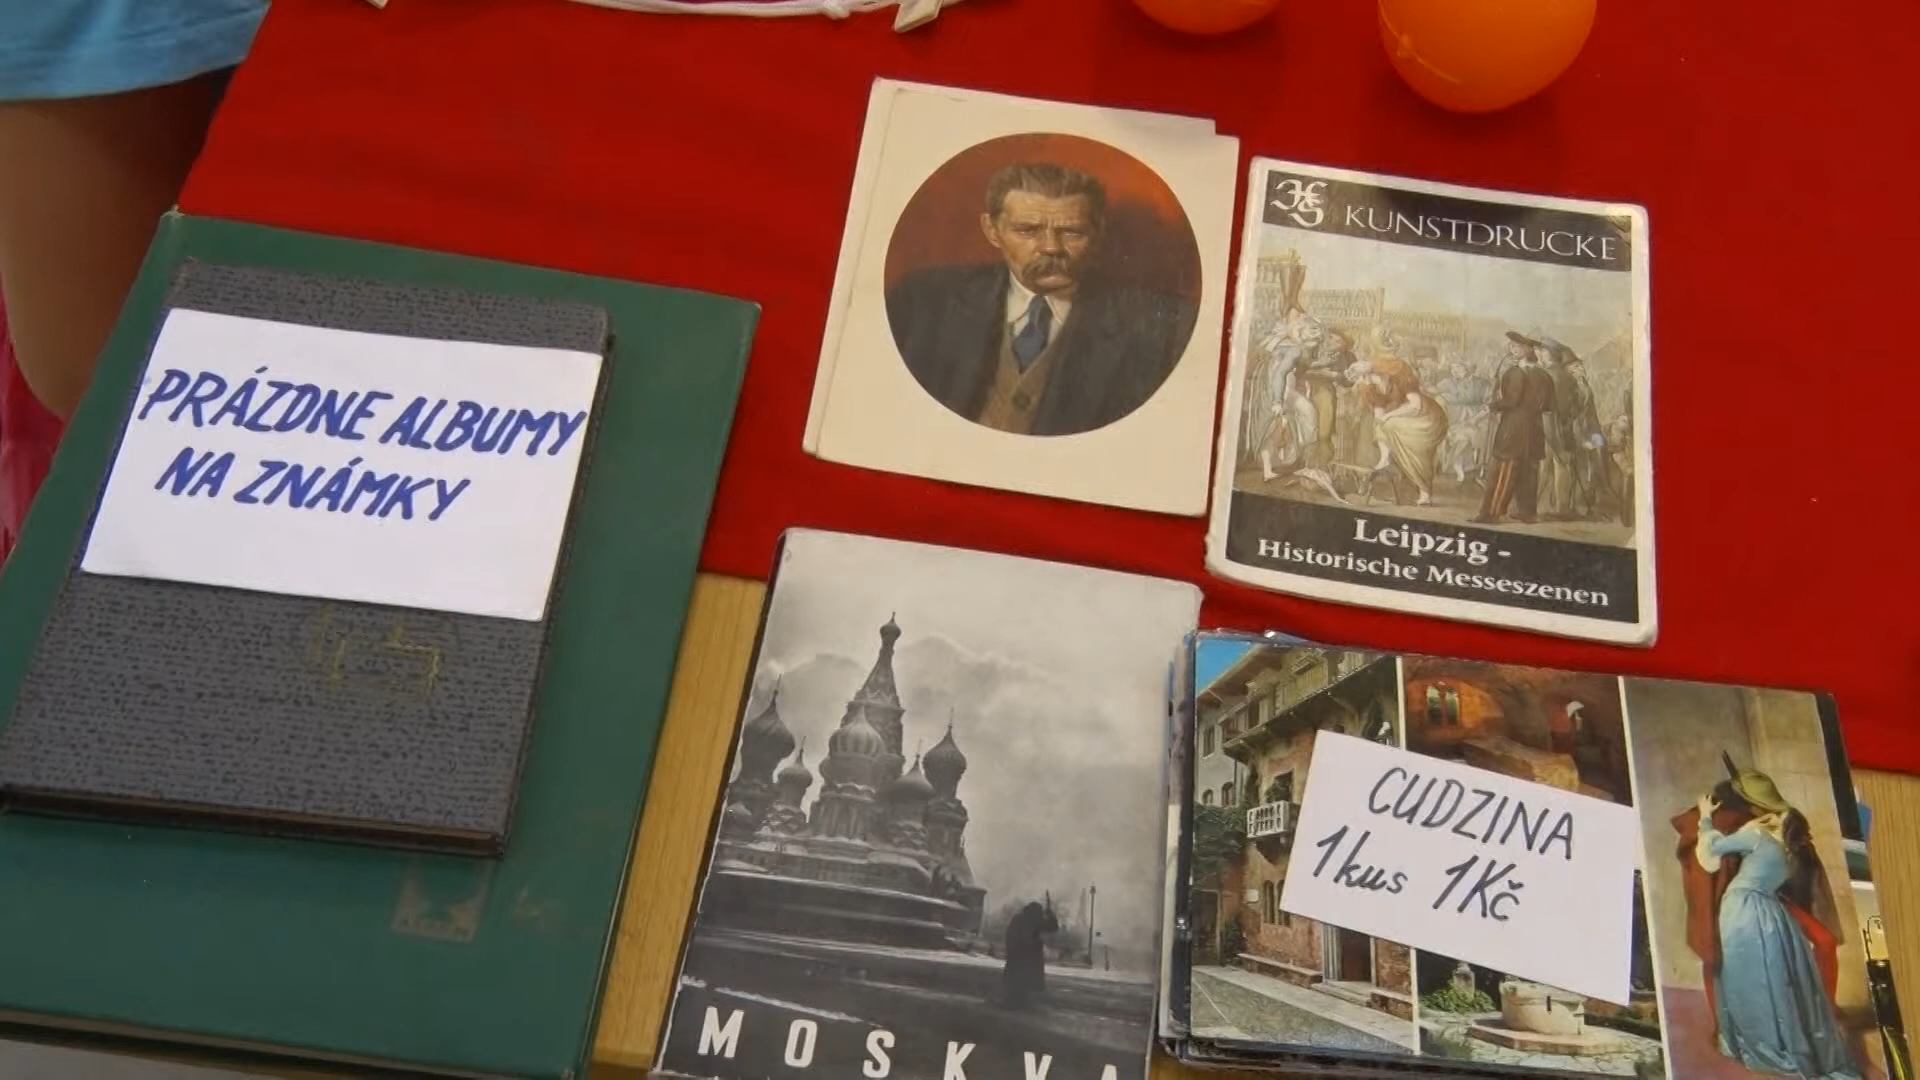 PRÁZDNE ALBUMY
NA ZNÁMKY
KUNSTDRUCKE
Leipzig -
Historische Messeszenen
MOSKVA
CUDZINA
1kus 1Kč